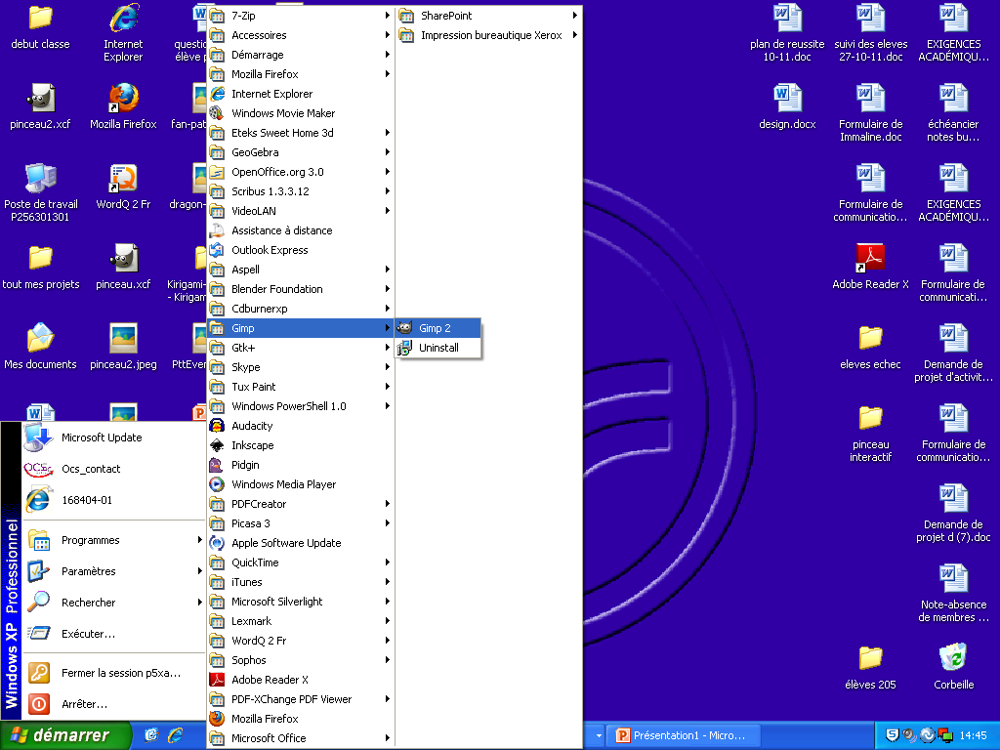 debut classe
Internet
Explorer
pinceau2.xcf
Mozilla Firefox
Poste de travail
P256301301
WordQ 2 Fr
tout mes projets
pinceau.xcf
Kirigami-
- Kirigam
Mes documents
pinceau2.jpeg
PttEver
7-Zip
Accessoires
Démarrage
Mozilla Firefox
Internet Explorer
Windows Movie Maker
Eteks Sweet Home 3d
GeoGebra
OpenOffice.org 3.0
Scribus 1.3.3.12
VideoLAN
Assistance à distance
Outlook Express
Aspell
Blender Foundation
Cdburnerxp
Gimp
Gtk+
Skype
Tux Paint
Windows PowerShell 1.0
Audacity
Inkscape
Pidgin
Windows Media Player
PDFCreator
Picasa 3
Apple Software Update
QuickTime
iTunes
Microsoft Silverlight
Lexmark
WordQ 2 Fr
Sophos
Adobe Reader X
PDF-XChange PDF Viewer
Mozilla Firefox
Microsoft Office
SharePoint
Impression bureautique Xerox
Gimp 2
Uninstall
plan de reussite
10-11.doc
suivi des eleves
27-10-11.doc
EXIGENCES
ACADÉMIQU...
design.docx
Formulaire de
Immaline.doc
échéancier
notes bu...
Formulaire de
communicatio...
EXIGENCES
ACADÉMIQU...
Adobe Reader X
Formulaire de
communicati...
eleves echec
Demande de
projet d'activit...
pinceau
interactif
Formulaire de
communicatio...
Demande de
projet d (7).doc
Note-absence
de membres ...
élèves 205
Corbeille
Microsoft Update
OCS
Ocs_contact
168404-01
Programmes
Paramètres
Rechercher
Exécuter...
Fermer la session p5xa...
Arrêter...
Windows XP Professionnel
démarrer
Présentation1 - Micro...
14:45